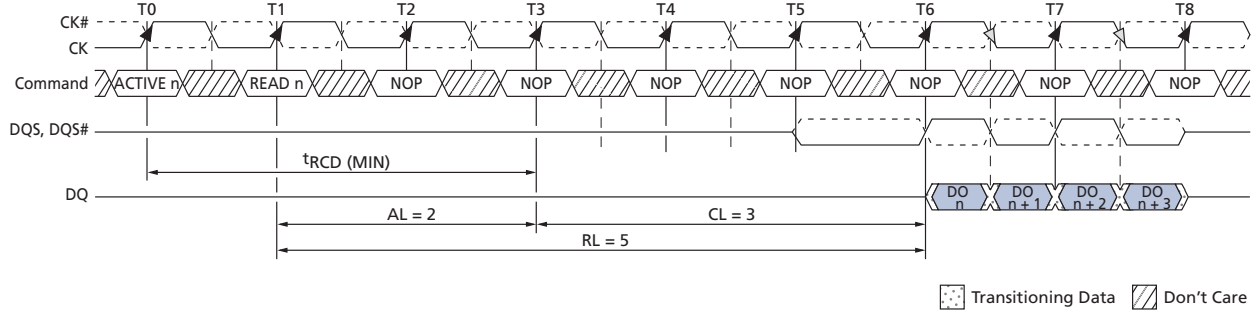 T0 T1 T2 T3 T4 T5 T6 T7 T8
CK#
CK
Command ACTIVE n READ n NOP NOP NOP NOP NOP NOP NOP
DQS, DQS#
tRCD (MIN)
DQ DO n DO n + 1 DO n + 2 DO n + 3
AL = 2 CL = 3
RL = 5
Transitioning Data Don't Care